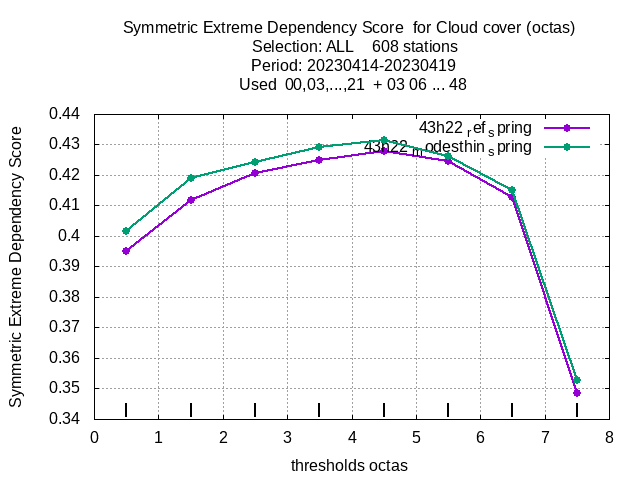 Symmetric Extreme Dependency Score  for Cloud cover (octas)
Selection: ALL    608 stations
Period: 20230414-20230419
Used  00,03,...,21  + 03 06 ... 48
Symmetric Extreme Dependency Score
0.44
0.43
0.42
0.41
0.4
0.39
0.38
0.37
0.36
0.35
0.34
43h22 ref spring
43h22 modesthin spring
0 1 2 3 4 5 6 7 8
thresholds octas